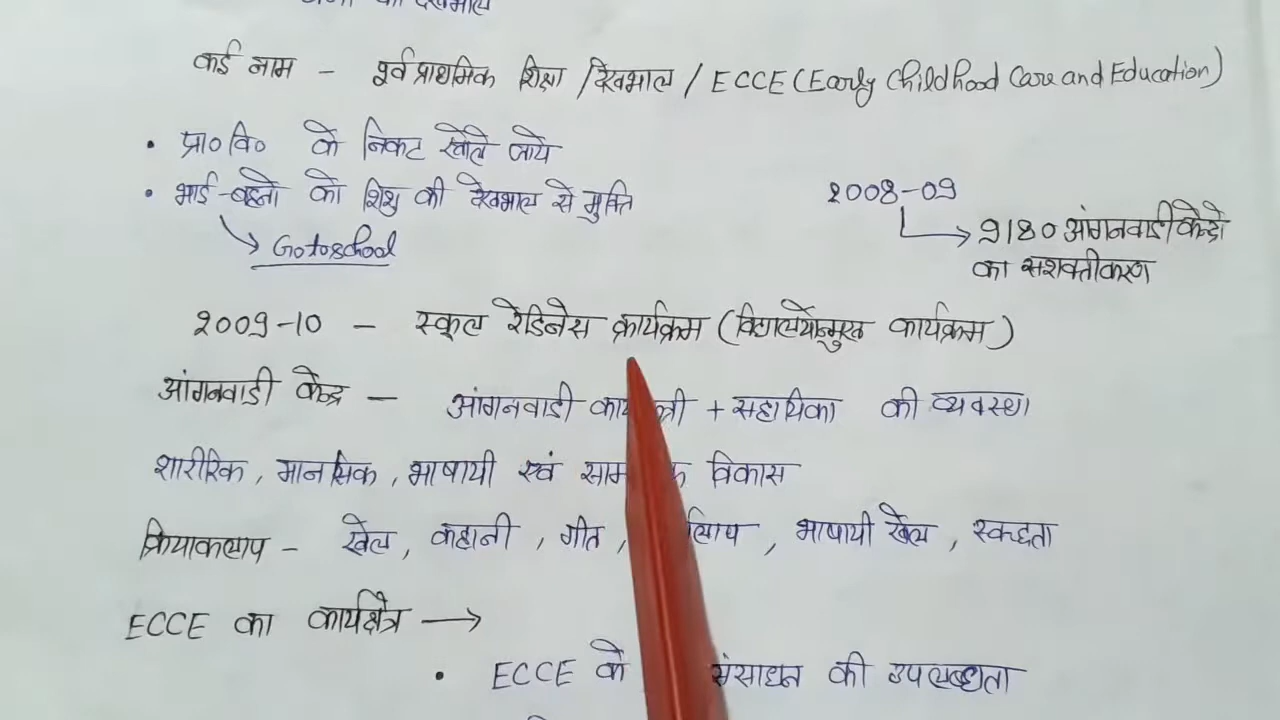 की देखभाल
कई नाम - पूर्व प्राथमिक शिक्षा / देखभाल / ECCE (Early Childhood Care and Education)
• प्रा० वि० के निकट खोले जाये
• भाई-बहनो को शिशु की देखभाल से मुक्ति
→ Go to school
2008-09
→ 9180 आंगनवाडी केन्द्रो
का सशक्तीकरण
2009-10 - स्कूल रेडिनेस कार्यक्रम (विद्यालयोन्मुख कार्यक्रम)
आंगनवाडी केन्द्र - आंगनवाडी + सहायिका की व्यवस्था
शारीरिक, मानसिक, भाषायी एवं विकास
क्रियाकलाप - खेल, कहानी, गीत, , भाषायी खेल, स्वच्छता
ECCE का कार्यक्षेत्र →
• ECCE के संसाधन की उपलब्धता